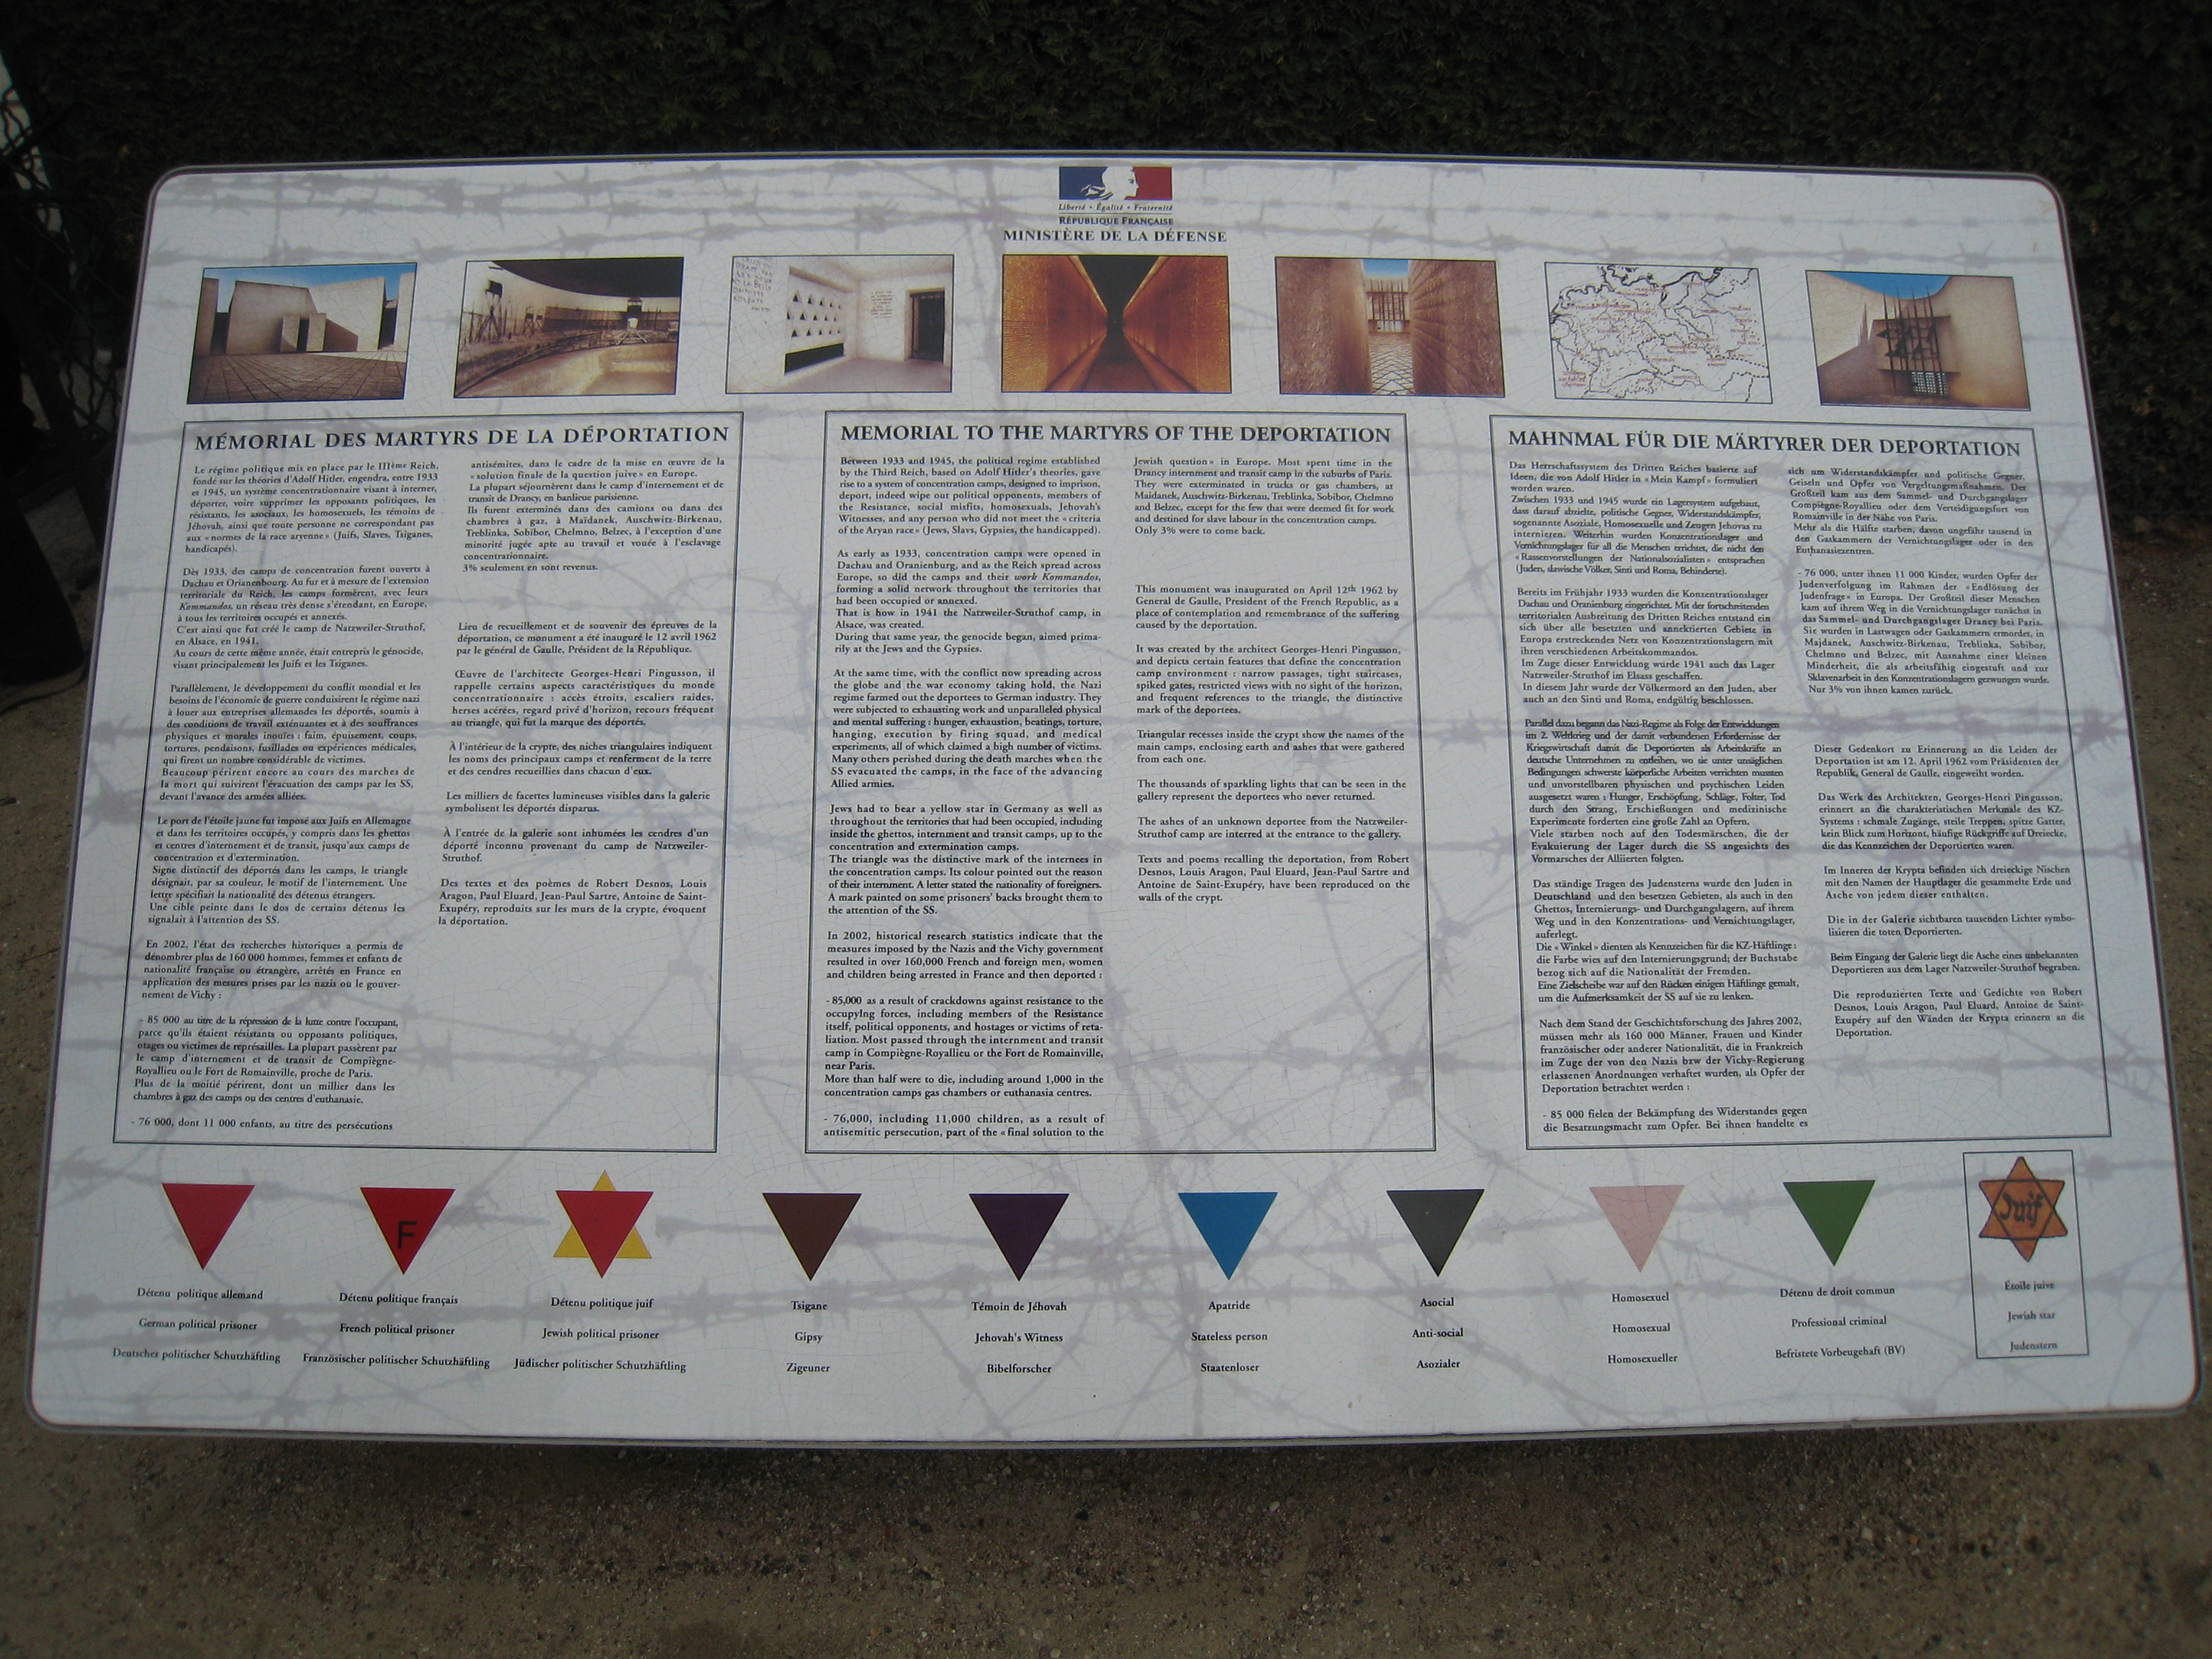 Liberté • Égalité • Fraternité
RÉPUBLIQUE FRANÇAISE
MINISTÈRE DE LA DÉFENSE
MÉMORIAL DES MARTYRS DE LA DÉPORTATION
Le régime politique mis en place par le IIIème Reich,
fondé sur les théories d'Adolf Hitler, engendra, entre 1933
et 1945, un système concentrationnaire visant à interner,
déporter, voire supprimer les opposants politiques, les
résistants, les asociaux, les homosexuels, les témoins de
Jéhovah, ainsi que toute personne ne correspondant pas
aux « normes de la race aryenne » (Juifs, Slaves, Tsiganes,
handicapés).
Dès 1933, des camps de concentration furent ouverts à
Dachau et Orianenbourg. Au fur et à mesure de l'extension
territoriale du Reich, les camps formèrent, avec leurs
Kommandos, un réseau très dense s'étendant, en Europe,
à tous les territoires occupés et annexés.
C'est ainsi que fut créé le camp de Natzweiler-Struthof,
en Alsace, en 1941.
Au cours de cette même année, était entrepris le génocide,
visant principalement les Juifs et les Tsiganes.
Parallèlement, le développement du conflit mondial et les
besoins de l'économie de guerre conduisirent le régime nazi
à louer aux entreprises allemandes les déportés, soumis à
des conditions de travail exténuantes et à des souffrances
physiques et morales inouïes : faim, épuisement, coups,
tortures, pendaisons, fusillades ou expériences médicales,
qui firent un nombre considérable de victimes.
Beaucoup périrent encore au cours des marches de
la mort qui suivirent l'évacuation des camps par les SS,
devant l'avance des armées alliées.
Le port de l'étoile jaune fut imposé aux Juifs en Allemagne
et dans les territoires occupés, y compris dans les ghettos
et centres d'internement et de transit, jusqu'aux camps de
concentration et d'extermination.
Signe distinctif des déportés dans les camps, le triangle
désignait, par sa couleur, le motif de l'internement. Une
lettre spécifiait la nationalité des détenus étrangers.
Une cible peinte dans le dos de certains détenus les
signalait à l'attention des SS.
En 2002, l'état des recherches historiques a permis de
dénombrer plus de 160 000 hommes, femmes et enfants de
nationalité française ou étrangère, arrêtés en France en
application des mesures prises par les nazis ou le gouver-
nement de Vichy :
- 85 000 au titre de la répression de la lutte contre l'occupant,
parce qu'ils étaient résistants ou opposants politiques,
otages ou victimes de représailles. La plupart passèrent par
le camp d'internement et de transit de Compiègne-
Royallieu ou le Fort de Romainville, proche de Paris.
Plus de la moitié périrent, dont un millier dans les
chambres à gaz des camps ou des centres d'euthanasie.
- 76 000, dont 11 000 enfants, au titre des persécutions
antisémites, dans le cadre de la mise en œuvre de la
« solution finale de la question juive » en Europe.
La plupart séjournèrent dans le camp d'internement et de
transit de Drancy, en banlieue parisienne.
Ils furent exterminés dans des camions ou dans des
chambres à gaz, à Maïdanek, Auschwitz-Birkenau,
Treblinka, Sobibor, Chelmno, Belzec, à l'exception d'une
minorité jugée apte au travail et vouée à l'esclavage
concentrationnaire.
3% seulement en sont revenus.
Lieu de recueillement et de souvenir des épreuves de la
déportation, ce monument a été inauguré le 12 avril 1962
par le général de Gaulle, Président de la République.
Œuvre de l'architecte Georges-Henri Pingusson, il
rappelle certains aspects caractéristiques du monde
concentrationnaire : accès étroits, escaliers raides,
herses acérées, regard privé d'horizon, recours fréquent
au triangle, qui fut la marque des déportés.
À l'intérieur de la crypte, des niches triangulaires indiquent
les noms des principaux camps et renferment de la terre
et des cendres recueillies dans chacun d'eux.
Les milliers de facettes lumineuses visibles dans la galerie
symbolisent les déportés disparus.
À l'entrée de la galerie sont inhumées les cendres d'un
déporté inconnu provenant du camp de Natzweiler-
Struthof.
Des textes et des poèmes de Robert Desnos, Louis
Aragon, Paul Eluard, Jean-Paul Sartre, Antoine de Saint-
Exupéry, reproduits sur les murs de la crypte, évoquent
la déportation.
MEMORIAL TO THE MARTYRS OF THE DEPORTATION
Between 1933 and 1945, the political regime established
by the Third Reich, based on Adolf Hitler's theories, gave
rise to a system of concentration camps, designed to imprison,
deport, indeed wipe out political opponents, members of
the Resistance, social misfits, homosexuals, Jehovah's
Witnesses, and any person who did not meet the « criteria
of the Aryan race » (Jews, Slavs, Gypsies, the handicapped).
As early as 1933, concentration camps were opened in
Dachau and Oranienburg, and as the Reich spread across
Europe, so did the camps and their work Kommandos,
forming a solid network throughout the territories that
had been occupied or annexed.
That is how in 1941 the Natzweiler-Struthof camp, in
Alsace, was created.
During that same year, the genocide began, aimed prima-
rily at the Jews and the Gypsies.
At the same time, with the conflict now spreading across
the globe and the war economy taking hold, the Nazi
regime farmed out the deportees to German industry. They
were subjected to exhausting work and unparalleled physical
and mental suffering : hunger, exhaustion, beatings, torture,
hanging, execution by firing squad, and medical
experiments, all of which claimed a high number of victims.
Many others perished during the death marches when the
SS evacuated the camps, in the face of the advancing
Allied armies.
Jews had to bear a yellow star in Germany as well as
throughout the territories that had been occupied, including
inside the ghettos, internment and transit camps, up to the
concentration and extermination camps.
The triangle was the distinctive mark of the internees in
the concentration camps. Its colour pointed out the reason
of their internment. A letter stated the nationality of foreigners.
A mark painted on some prisoners' backs brought them to
the attention of the SS.
In 2002, historical research statistics indicate that the
measures imposed by the Nazis and the Vichy government
resulted in over 160,000 French and foreign men, women
and children being arrested in France and then deported :
- 85,000 as a result of crackdowns against resistance to the
occupying forces, including members of the Resistance
itself, political opponents, and hostages or victims of reta-
liation. Most passed through the internment and transit
camp in Compiègne-Royallieu or the Fort de Romainville,
near Paris.
More than half were to die, including around 1,000 in the
concentration camps gas chambers or euthanasia centres.
- 76,000, including 11,000 children, as a result of
antisemitic persecution, part of the « final solution to the
Jewish question » in Europe. Most spent time in the
Drancy internment and transit camp in the suburbs of Paris.
They were exterminated in trucks or gas chambers, at
Maidanek, Auschwitz-Birkenau, Treblinka, Sobibor, Chelmno
and Belzec, except for the few that were deemed fit for work
and destined for slave labour in the concentration camps.
Only 3% were to come back.
This monument was inaugurated on April 12th 1962 by
General de Gaulle, President of the French Republic, as a
place of contemplation and remembrance of the suffering
caused by the deportation.
It was created by the architect Georges-Henri Pingusson,
and depicts certain features that define the concentration
camp environment : narrow passages, tight staircases,
spiked gates, restricted views with no sight of the horizon,
and frequent references to the triangle, the distinctive
mark of the deportees.
Triangular recesses inside the crypt show the names of the
main camps, enclosing earth and ashes that were gathered
from each one.
The thousands of sparkling lights that can be seen in the
gallery represent the deportees who never returned.
The ashes of an unknown deportee from the Natzweiler-
Struthof camp are interred at the entrance to the gallery.
Texts and poems recalling the deportation, from Robert
Desnos, Louis Aragon, Paul Eluard, Jean-Paul Sartre and
Antoine de Saint-Exupéry, have been reproduced on the
walls of the crypt.
MAHNMAL FÜR DIE MÄRTYRER DER DEPORTATION
Das Herrschaftssystem des Dritten Reiches basierte auf
Ideen, die von Adolf Hitler in « Mein Kampf » formuliert
worden waren.
Zwischen 1933 und 1945 wurde ein Lagersystem aufgebaut,
dass darauf abzielte, politische Gegner, Widerstandskämpfer,
sogenannte Asoziale, Homosexuelle und Zeugen Jehovas zu
internieren. Weiterhin wurden Konzentrationslager und
Vernichtungslager für all die Menschen errichtet, die nicht den
« Rassenvorstellungen der Nationalsozialisten » entsprachen
(Juden, slawische Völker, Sinti und Roma, Behinderte).
Bereits im Frühjahr 1933 wurden die Konzentrationslager
Dachau und Oranienburg eingerichtet. Mit der fortschreitenden
territorialen Ausbreitung des Dritten Reiches entstand ein
sich über alle besetzten und annektierten Gebiete in
Europa erstreckendes Netz von Konzentrationslagern mit
ihren verschiedenen Arbeitskommandos.
Im Zuge dieser Entwicklung wurde 1941 auch das Lager
Natzweiler-Struthof im Elsass geschaffen.
In diesem Jahr wurde der Völkermord an den Juden, aber
auch an den Sinti und Roma, endgültig beschlossen.
Parallel dazu begann das Nazi-Regime als Folge der Entwicklungen
im 2. Weltkrieg und der damit verbundenen Erfordernisse der
Kriegswirtschaft damit die Deportierten als Arbeitskräfte an
deutsche Unternehmen zu entleihen, wo sie unter unsäglichen
Bedingungen schwerste körperliche Arbeiten verrichten mussten
und unvorstellbaren physischen und psychischen Leiden
ausgesetzt waren : Hunger, Erschöpfung, Schläge, Folter, Tod
durch den Strang, Erschießungen und medizinische
Experimente forderten eine große Zahl an Opfern.
Viele starben noch auf den Todesmärschen, die der
Evakuierung der Lager durch die SS angesichts des
Vormarsches der Alliierten folgten.
Das ständige Tragen des Judensterns wurde den Juden in
Deutschland und den besetzen Gebieten, als auch in den
Ghettos, Internierungs- und Durchgangslagern, auf ihrem
Weg und in den Konzentrations- und Vernichtungslager,
auferlegt.
Die « Winkel » dienten als Kennzeichen für die KZ-Häftlinge :
die Farbe wies auf den Internierungsgrund; der Buchstabe
bezog sich auf die Nationalität der Fremden.
Eine Zielscheibe war auf den Rücken einigen Häftlinge gemalt,
um die Aufmerksamkeit der SS auf sie zu lenken.
Nach dem Stand der Geschichtsforschung des Jahres 2002,
müssen mehr als 160 000 Männer, Frauen und Kinder
französischer oder anderer Nationalität, die in Frankreich
im Zuge der von den Nazis bzw der Vichy-Regierung
erlassenen Anordnungen verhaftet wurden, als Opfer der
Deportation betrachtet werden :
- 85 000 fielen der Bekämpfung des Widerstandes gegen
die Besatzungsmacht zum Opfer. Bei ihnen handelte es
sich um Widerstandskämpfer und politische Gegner,
Geiseln und Opfer von Vergeltungsmaßnahmen. Der
Großteil kam aus dem Sammel- und Durchgangslager
Compiègne-Royallieu oder dem Verteidigungsfort von
Romainville in der Nähe von Paris.
Mehr als die Hälfte starben, davon ungefähr tausend in
den Gaskammern der Vernichtungslager oder in den
Euthanasiezentren.
- 76 000, unter ihnen 11 000 Kinder, wurden Opfer der
Judenverfolgung im Rahmen der « Endlösung der
Judenfrage » in Europa. Der Großteil dieser Menschen
kam auf ihrem Weg in die Vernichtungslager zunächst in
das Sammel- und Durchgangslager Drancy bei Paris.
Sie wurden in Lastwagen oder Gaskammern ermordet, in
Majdanek, Auschwitz-Birkenau, Treblinka, Sobibor,
Chelmno und Belzec, mit Ausnahme einer kleinen
Minderheit, die als arbeitsfähig eingestuft und zur
Sklavenarbeit in den Konzentrationslagern gezwungen wurde.
Nur 3% von ihnen kamen zurück.
Dieser Gedenkort zu Erinnerung an die Leiden der
Deportation ist am 12. April 1962 vom Präsidenten der
Republik, General de Gaulle, eingeweiht worden.
Das Werk des Architekten, Georges-Henri Pingusson,
erinnert an die charakteristischen Merkmale des KZ-
Systems : schmale Zugänge, steile Treppen, spitze Gatter,
kein Blick zum Horizont, häufige Rückgriffe auf Dreiecke,
die das Kennzeichen der Deportierten waren.
Im Inneren der Krypta befinden sich dreieckige Nischen
mit den Namen der Hauptlager die gesammelte Erde und
Asche von jedem dieser enthalten.
Die in der Galerie sichtbaren tausenden Lichter symbo-
lisieren die toten Deportierten.
Beim Eingang der Galerie liegt die Asche eines unbekannten
Deportieren aus dem Lager Natzweiler-Struthof begraben.
Die reproduzierten Texte und Gedichte von Robert
Desnos, Louis Aragon, Paul Eluard, Antoine de Saint-
Exupéry auf den Wänden der Krypta erinnern an die
Deportation.
F
Juif
Détenu politique allemand
German political prisoner
Deutscher politischer Schutzhäftling
Détenu politique français
French political prisoner
Französischer politischer Schutzhäftling
Détenu politique juif
Jewish political prisoner
Jüdischer politischer Schutzhäftling
Tsigane
Gipsy
Zigeuner
Témoin de Jéhovah
Jehovah's Witness
Bibelforscher
Apatride
Stateless person
Staatenloser
Asocial
Anti-social
Asozialer
Homosexuel
Homosexual
Homosexueller
Détenu de droit commun
Professional criminal
Befristete Vorbeugehaft (BV)
Étoile juive
Jewish star
Judenstern